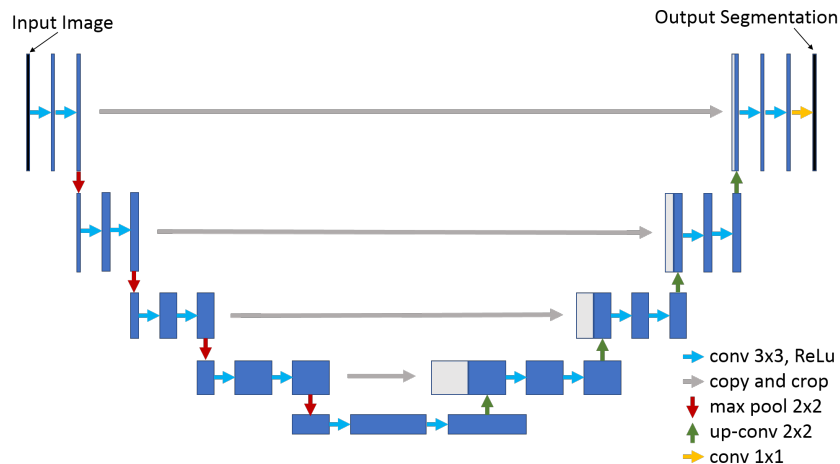 Input Image
Output Segmentation
conv 3x3, ReLu
copy and crop
max pool 2x2
up-conv 2x2
conv 1x1